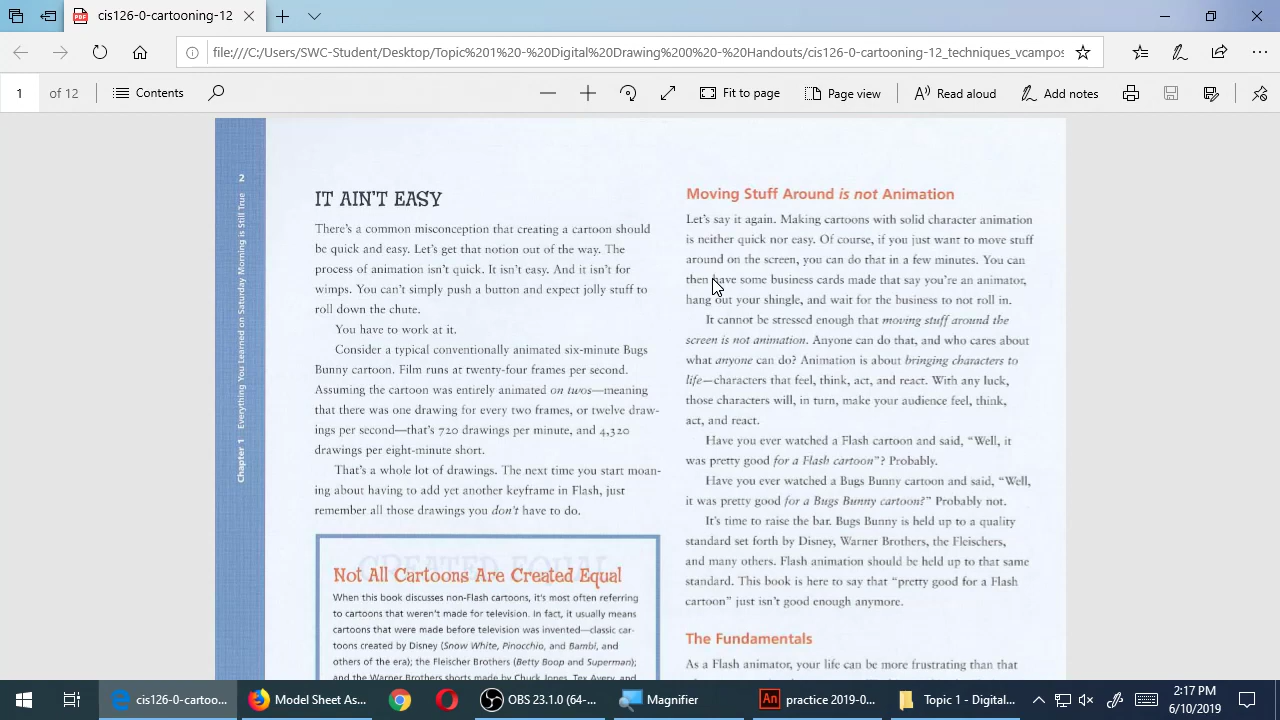 cis126-0-cartooning-12
file:///C:/Users/SWC-Student/Desktop/Topic%201%20-%20Digital%20Drawing%200%20-%20Handouts/cis126-0-cartooning-12_techniques_vcampos
1 of 12
Contents
Fit to page
Page view
Read aloud
Add notes
2
Chapter 1 Everything You Learned on Saturday Morning is Still True
IT AIN'T EASY
There's a common misconception that creating a cartoon should
be quick and easy. Let's get that notion out of the way. The
process of animation isn't quick. It isn't easy. And it isn't for
wimps. You can't simply push a button and expect jolly stuff to
roll down the chute.
You have to work at it.
Consider a typical conventionally animated six-minute Bugs
Bunny cartoon. Film runs at twenty-four frames per second.
Assuming the cartoon was entirely animated on twos—meaning
that there was one drawing for every two frames, or twelve draw-
ings per second—that's 720 drawings per minute, and 4,320
drawings per eight-minute short.
That's a whole lot of drawings. The next time you start moan-
ing about having to add yet another keyframe in Flash, just
remember all those drawings you don't have to do.
CREATED EQUAL
Not All Cartoons Are Created Equal
When this book discusses non-Flash cartoons, it's most often referring
to cartoons that weren't made for television. In fact, it usually means
cartoons that were made before television was invented—classic car-
toons created by Disney (Snow White, Pinocchio, and Bambi, and
others of the era); the Fleischer Brothers (Betty Boop and Superman);
and the Warner Brothers shorts made by Chuck Jones, Tex Avery, and
Moving Stuff Around is not Animation
Let's say it again. Making cartoons with solid character animation
is neither quick nor easy. Of course, if you just want to move stuff
around on the screen, you can do that in a few minutes. You can
then have some business cards made that say you're an animator,
hang out your shingle, and wait for the business to not roll in.
It cannot be stressed enough that moving stuff around the
screen is not animation. Anyone can do that, and who cares about
what anyone can do? Animation is about bringing characters to
life—characters that feel, think, act, and react. With any luck,
those characters will, in turn, make your audience feel, think,
act, and react.
Have you ever watched a Flash cartoon and said, "Well, it
was pretty good for a Flash cartoon"? Probably.
Have you ever watched a Bugs Bunny cartoon and said, "Well,
it was pretty good for a Bugs Bunny cartoon?" Probably not.
It's time to raise the bar. Bugs Bunny is held up to a quality
standard set forth by Disney, Warner Brothers, the Fleischers,
and many others. Flash animation should be held up to that same
standard. This book is here to say that "pretty good for a Flash
cartoon" just isn't good enough anymore.
The Fundamentals
As a Flash animator, your life can be more frustrating than that
cis126-0-cartoo...
Model Sheet As...
OBS 23.1.0 (64-...
Magnifier
practice 2019-0...
Topic 1 - Digital...
2:17 PM
6/10/2019